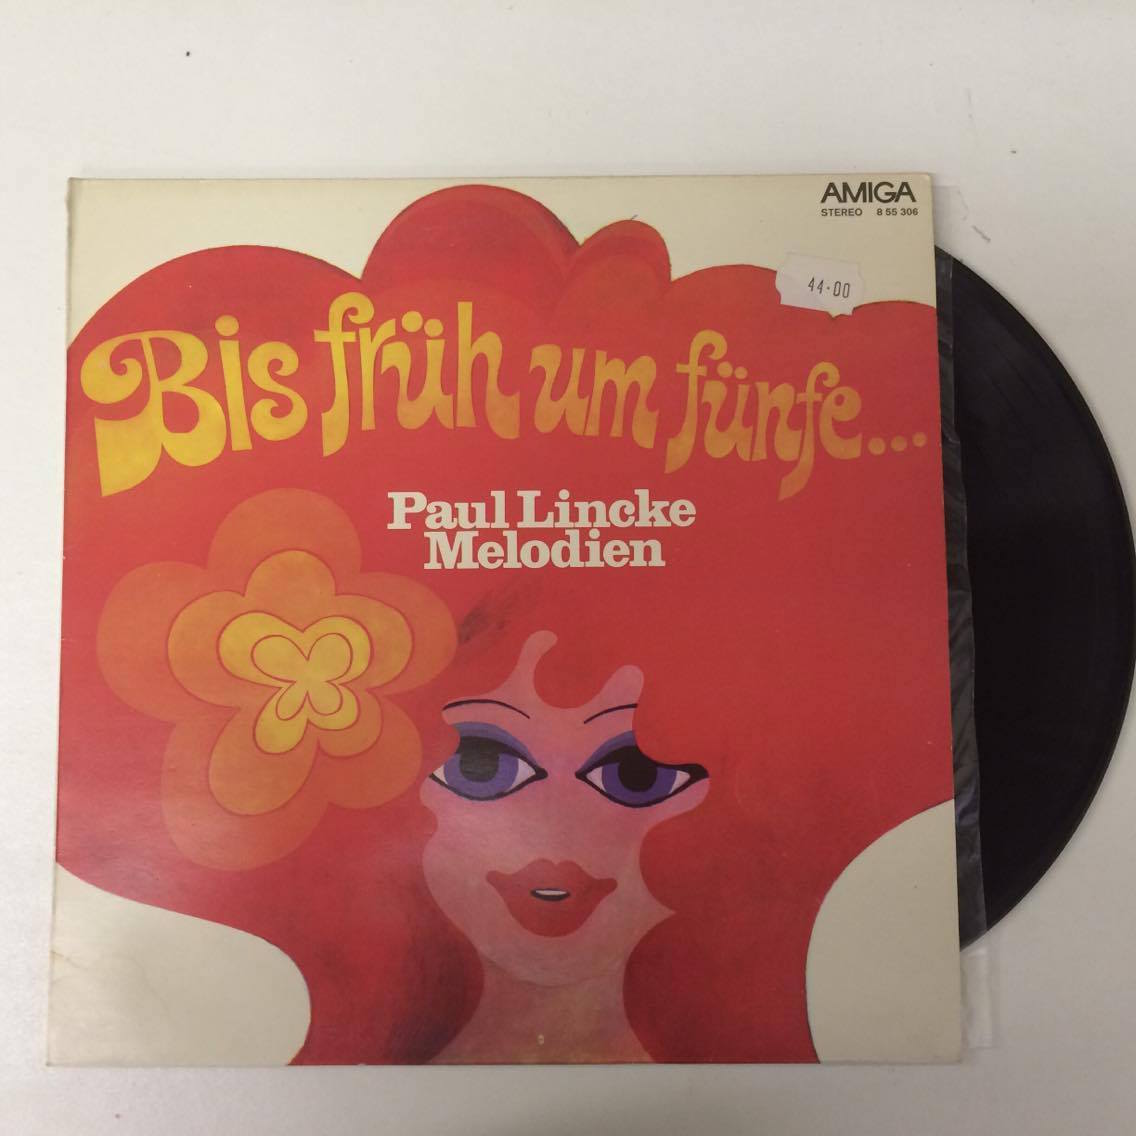 AMIGA
STEREO 8 55 306
44·00
Bis früh um fünfe...
Paul Lincke
Melodien